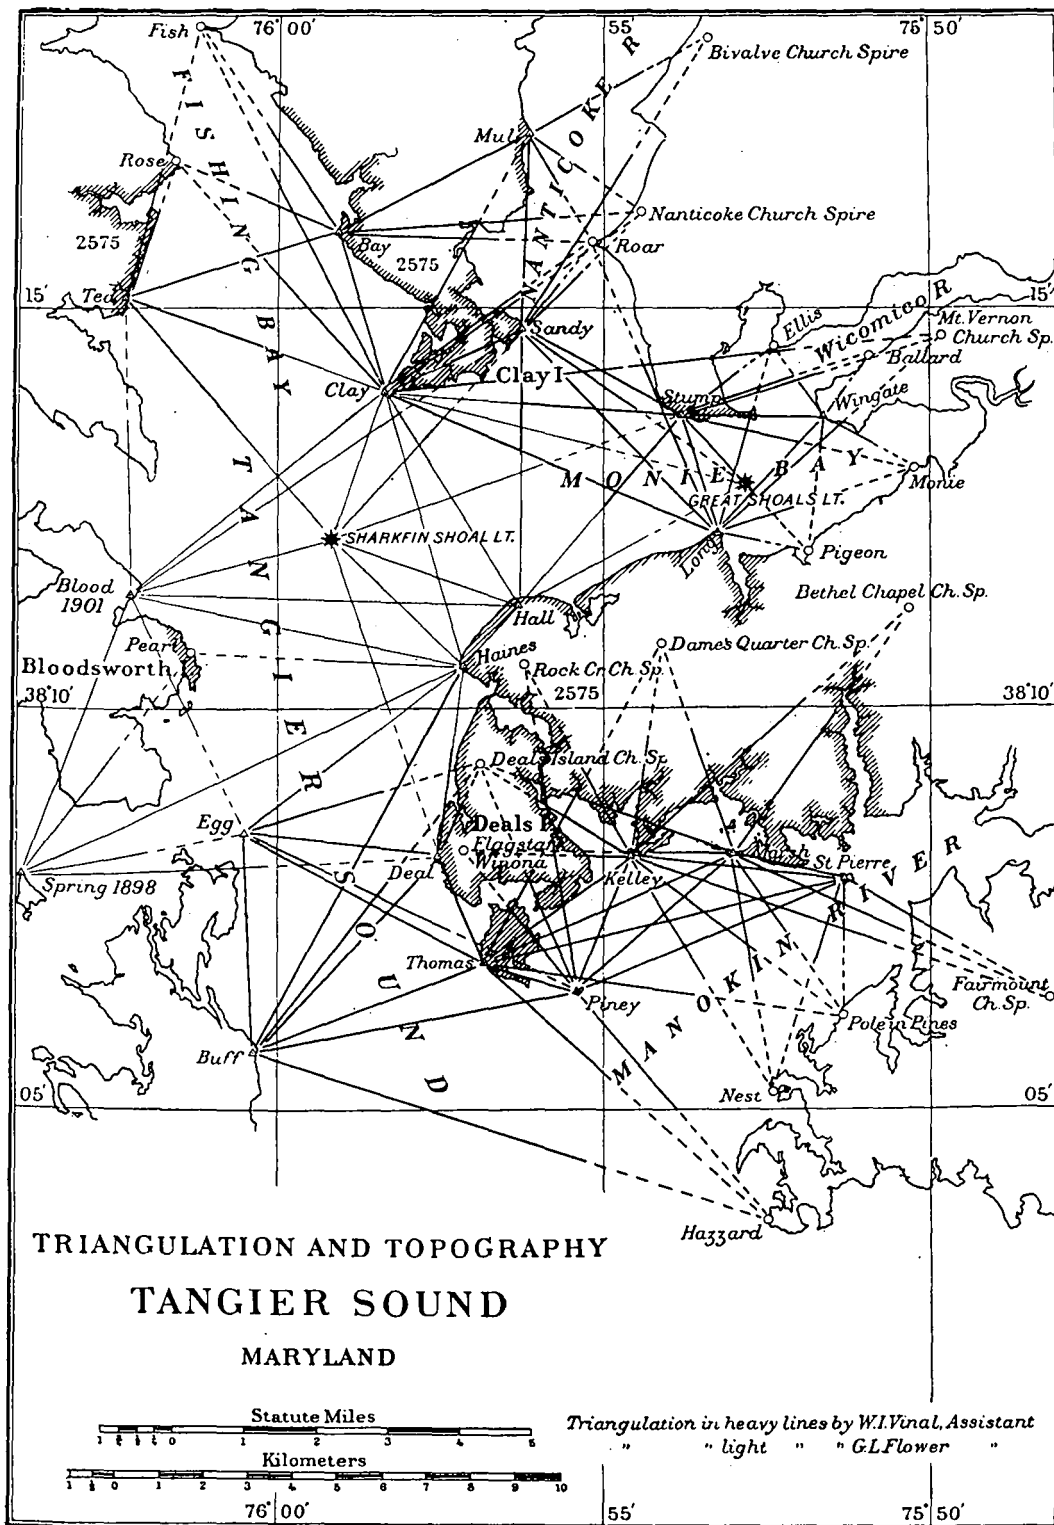 76° 00'
55'
75° 50'
Fish
Bivalve Church Spire
FISHING BAY
NANTICOKE R
Mul
Rose
Nanticoke Church Spire
2575
Bay
2575
Roar
Tea
15'
15'
Sandy
Ellis
Wicomico R
Mt. Vernon
Church Sp.
Ballard
Clay
Clay I
Stump
Wingate
MONIE BAY
Monie
GREAT SHOALS LT.
SHARKFIN SHOAL LT.
Long
Pigeon
Blood
1901
Bethel Chapel Ch. Sp.
Hall
Pearl
Haines
Dame's Quarter Ch. Sp.
Bloodsworth I
Rock Cr. Ch. Sp.
38° 10'
2575
TANGIER SOUND
Deal's Island Ch. Sp.
Egg
Deals I.
Flagstaff
Winona
Deal
Kelley
St Pierre
Spring 1898
MANOKIN RIVER
Thomas
Piney
Fairmount
Ch. Sp.
Pole in Pines
Buff
Nest
05'
05'
Hazzard
TRIANGULATION AND TOPOGRAPHY
TANGIER SOUND
MARYLAND
Statute Miles
1 0 1 2 3 4 5
Kilometers
1 ½ 0 1 2 3 4 5 6 7 8 9 10
Triangulation in heavy lines by W.I. Vinal, Assistant
" " light " " G.L. Flower "
76° 00'
55'
75° 50'